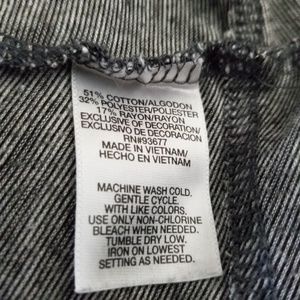 51% COTTON/ALGODON
32% POLYESTER/POLIESTER
17% RAYON/RAYON
EXCLUSIVE OF DECORATION/
EXCLUSIVO DE DECORACION
RN#93677
MADE IN VIETNAM/
HECHO EN VIETNAM
MACHINE WASH COLD.
GENTLE CYCLE.
WITH LIKE COLORS.
USE ONLY NON-CHLORINE
BLEACH WHEN NEEDED.
TUMBLE DRY LOW.
IRON ON LOWEST
SETTING AS NEEDED.